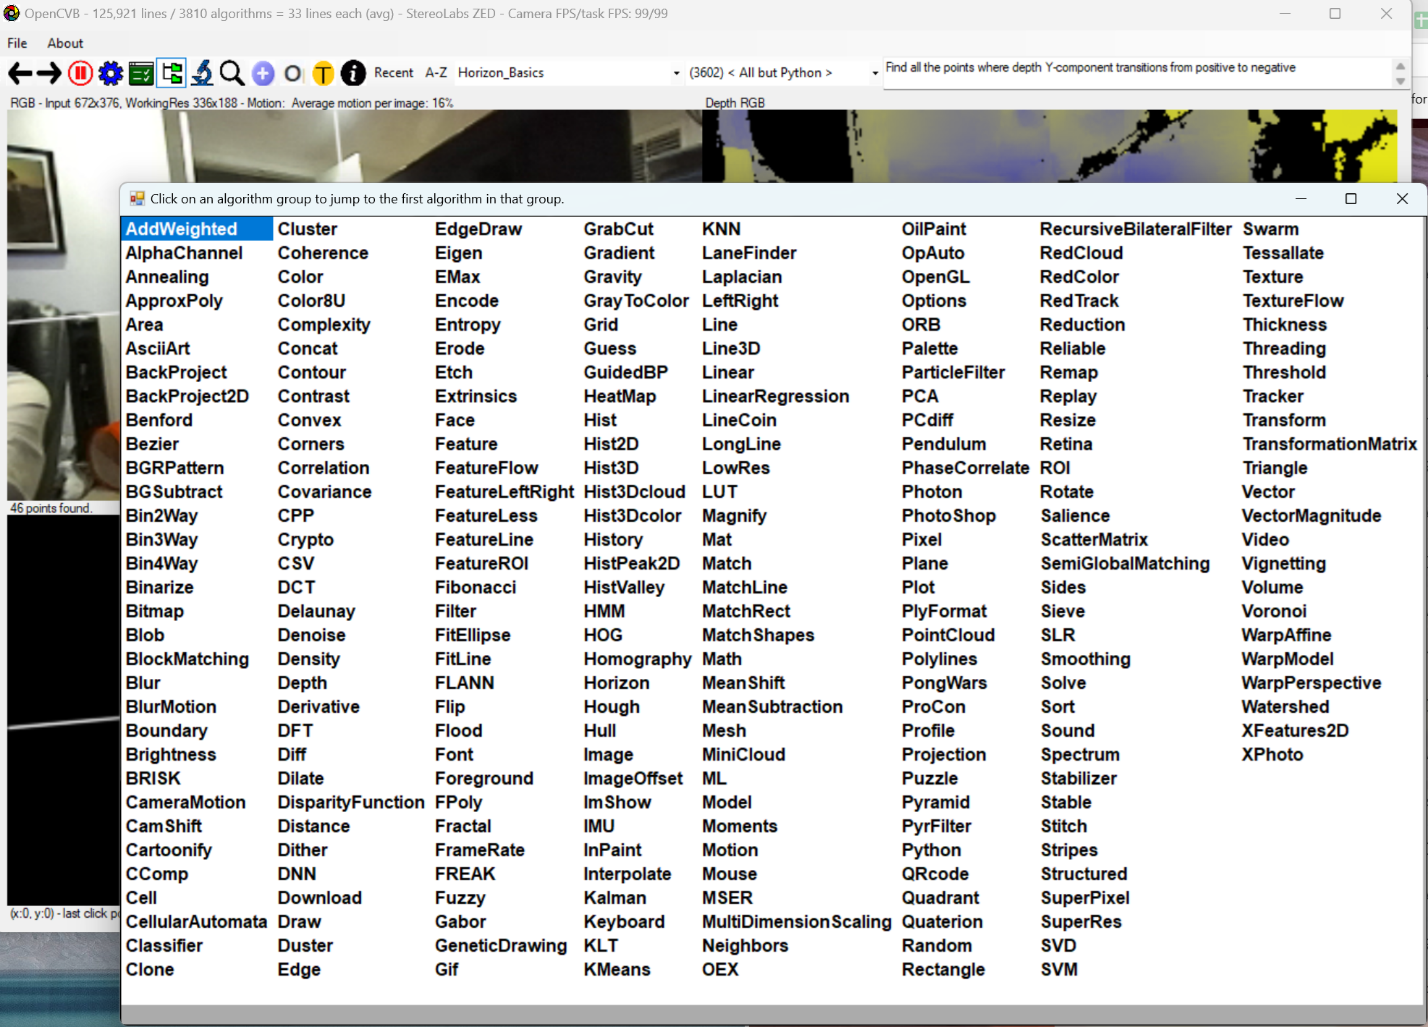 OpenCVB - 125,921 lines / 3810 algorithms = 33 lines each (avg) - StereoLabs ZED - Camera FPS/task FPS: 99/99
File About
Recent A-Z Horizon_Basics (3602) < All but Python > Find all the points where depth Y-component transitions from positive to negative
for
RGB - Input 672x376, WorkingRes 336x188 - Motion: Average motion per image: 16% Depth RGB
Click on an algorithm group to jump to the first algorithm in that group.
AddWeighted Cluster EdgeDraw GrabCut KNN OilPaint RecursiveBilateralFilter Swarm
AlphaChannel Coherence Eigen Gradient LaneFinder OpAuto RedCloud Tessallate
Annealing Color EMax Gravity Laplacian OpenGL RedColor Texture
ApproxPoly Color8U Encode GrayToColor LeftRight Options RedTrack TextureFlow
Area Complexity Entropy Grid Line ORB Reduction Thickness
AsciiArt Concat Erode Guess Line3D Palette Reliable Threading
BackProject Contour Etch GuidedBP Linear ParticleFilter Remap Threshold
BackProject2D Contrast Extrinsics HeatMap LinearRegression PCA Replay Tracker
Benford Convex Face Hist LineCoin PCdiff Resize Transform
Bezier Corners Feature Hist2D LongLine Pendulum Retina TransformationMatrix
BGRPattern Correlation FeatureFlow Hist3D LowRes PhaseCorrelate ROI Triangle
BGSubtract Covariance FeatureLeftRight Hist3Dcloud LUT Photon Rotate Vector
46 points found.
Bin2Way CPP FeatureLess Hist3Dcolor Magnify PhotoShop Salience VectorMagnitude
Bin3Way Crypto FeatureLine History Mat Pixel ScatterMatrix Video
Bin4Way CSV FeatureROI HistPeak2D Match Plane SemiGlobalMatching Vignetting
Binarize DCT Fibonacci HistValley MatchLine Plot Sides Volume
Bitmap Delaunay Filter HMM MatchRect PlyFormat Sieve Voronoi
Blob Denoise FitEllipse HOG MatchShapes PointCloud SLR WarpAffine
BlockMatching Density FitLine Homography Math Polylines Smoothing WarpModel
Blur Depth FLANN Horizon MeanShift PongWars Solve WarpPerspective
BlurMotion Derivative Flip Hough MeanSubtraction ProCon Sort Watershed
Boundary DFT Flood Hull Mesh Profile Sound XFeatures2D
Brightness Diff Font Image MiniCloud Projection Spectrum XPhoto
BRISK Dilate Foreground ImageOffset ML Puzzle Stabilizer
CameraMotion DisparityFunction FPoly ImShow Model Pyramid Stable
CamShift Distance Fractal IMU Moments PyrFilter Stitch
Cartoonify Dither FrameRate InPaint Motion Python Stripes
CComp DNN FREAK Interpolate Mouse QRcode Structured
Cell Download Fuzzy Kalman MSER Quadrant SuperPixel
(x:0, y:0) - last click
CellularAutomata Draw Gabor Keyboard MultiDimensionScaling Quaterion SuperRes
Classifier Duster GeneticDrawing KLT Neighbors Random SVD
Clone Edge Gif KMeans OEX Rectangle SVM